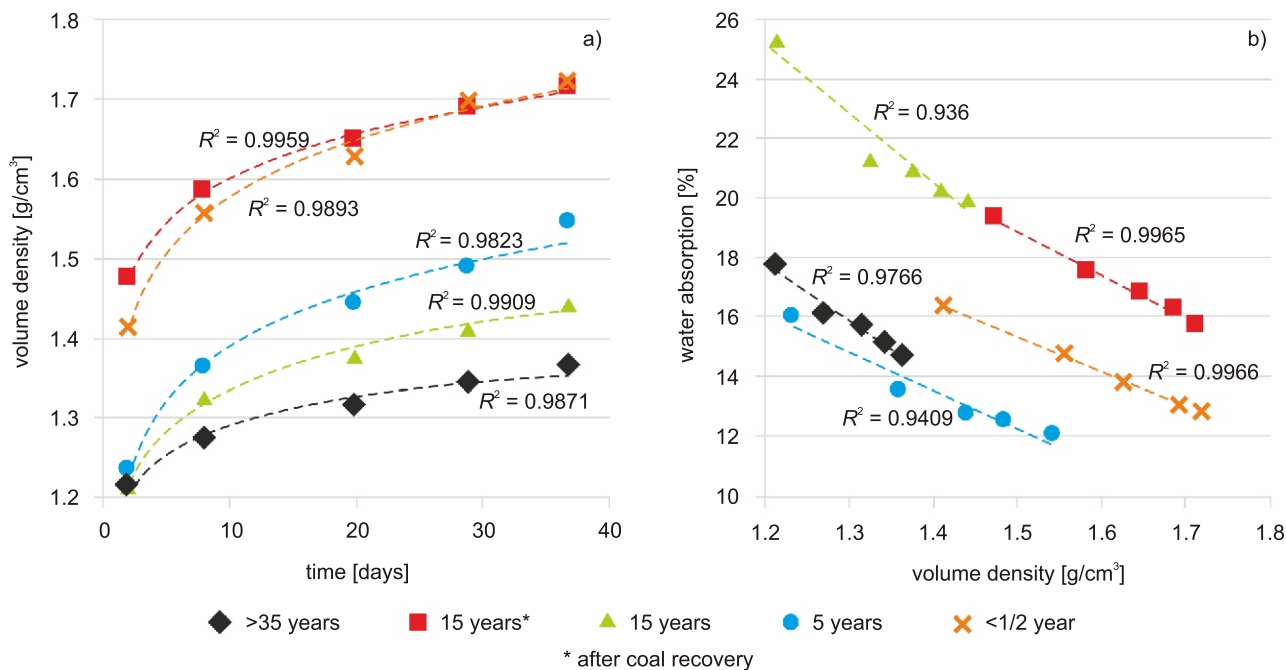 a)
volume density [g/cm³]
1.8
1.7
1.6
1.5
1.4
1.3
1.2
R² = 0.9959
R² = 0.9893
R² = 0.9823
R² = 0.9909
R² = 0.9871
0 10 20 30 40
time [days]
b)
water absorption [%]
26
24
22
20
18
16
14
12
10
R² = 0.936
R² = 0.9965
R² = 0.9766
R² = 0.9966
R² = 0.9409
1.2 1.3 1.4 1.5 1.6 1.7 1.8
volume density [g/cm³]
>35 years 15 years* 15 years 5 years <1/2 year
* after coal recovery